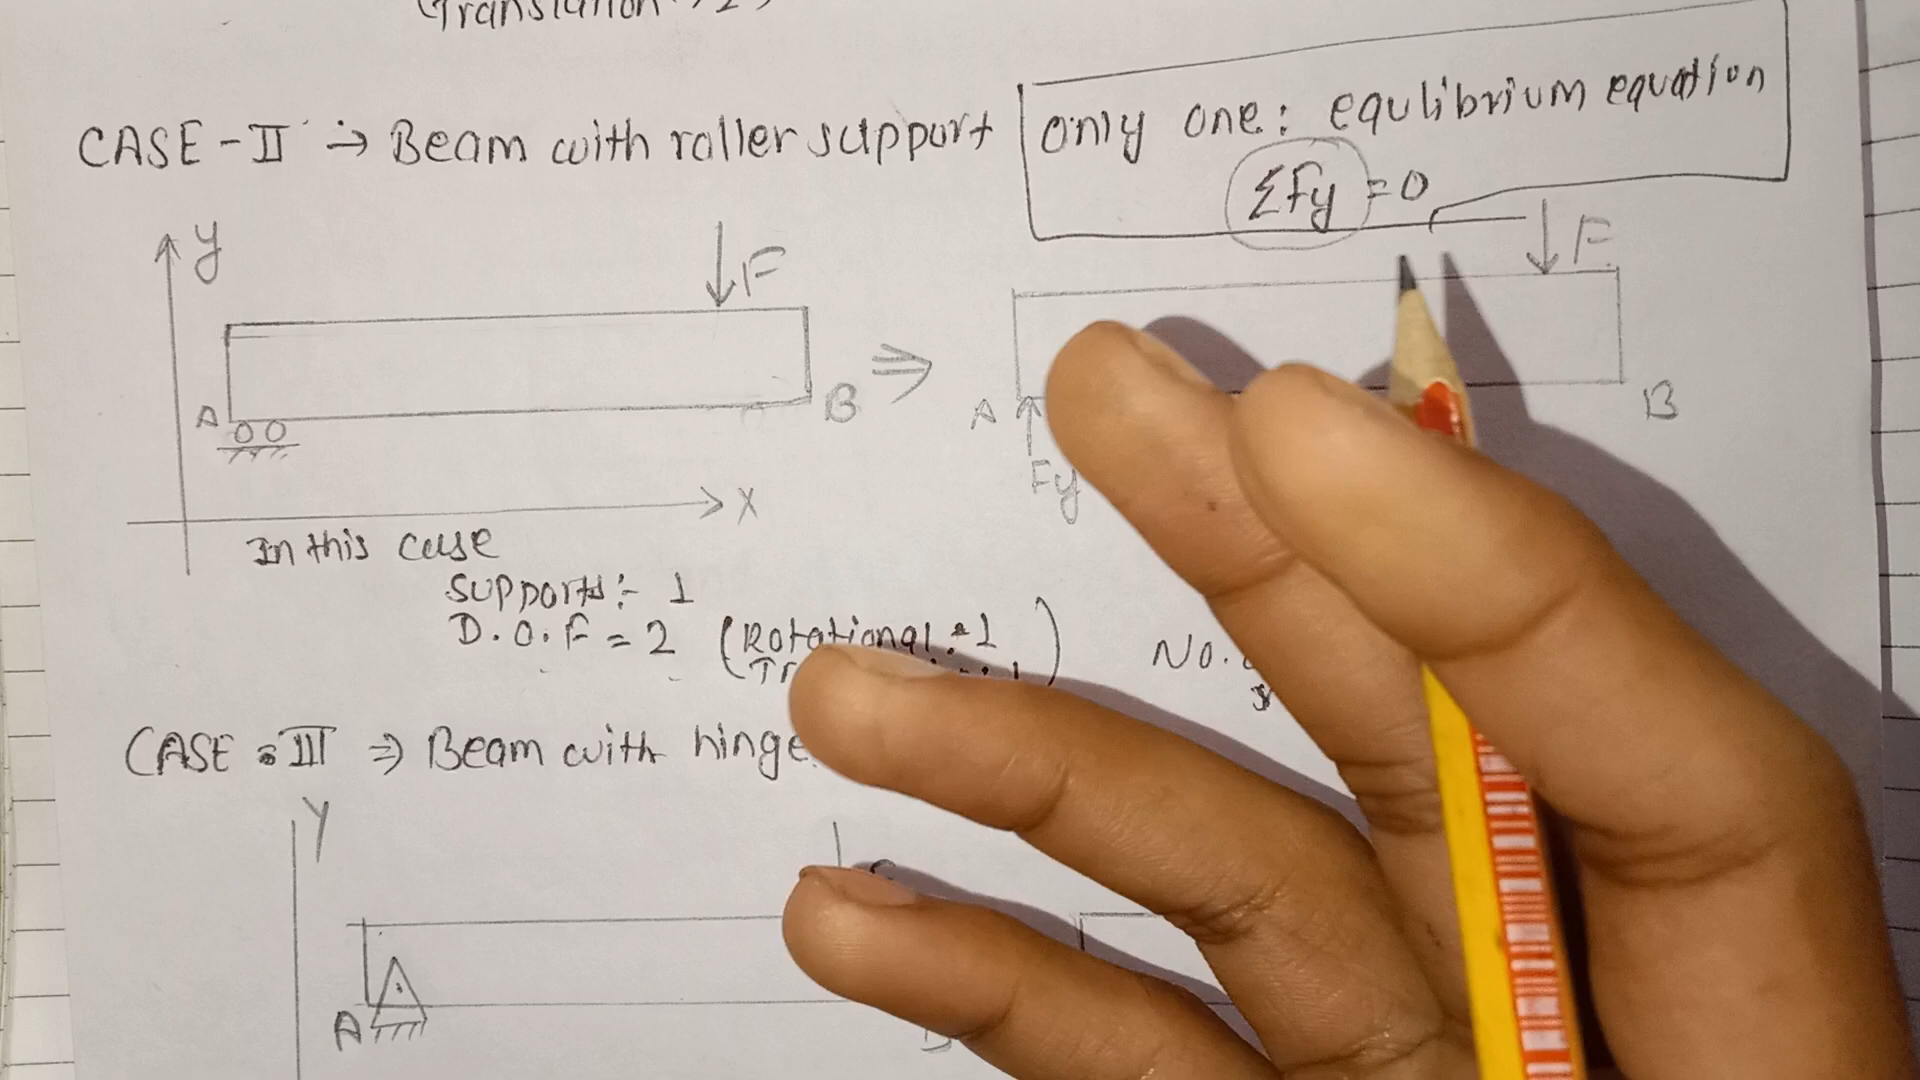 Translation
CASE - II → Beam with roller support
only one: equlibrium equation
ΣFy = 0
y
F
F
A
B
⇒
A
B
Fy
X
In this case
Supports :- 1
D.O.F = 2 (Rotational : 1
No.
CASE : III ⇒ Beam with hinge
Y
A